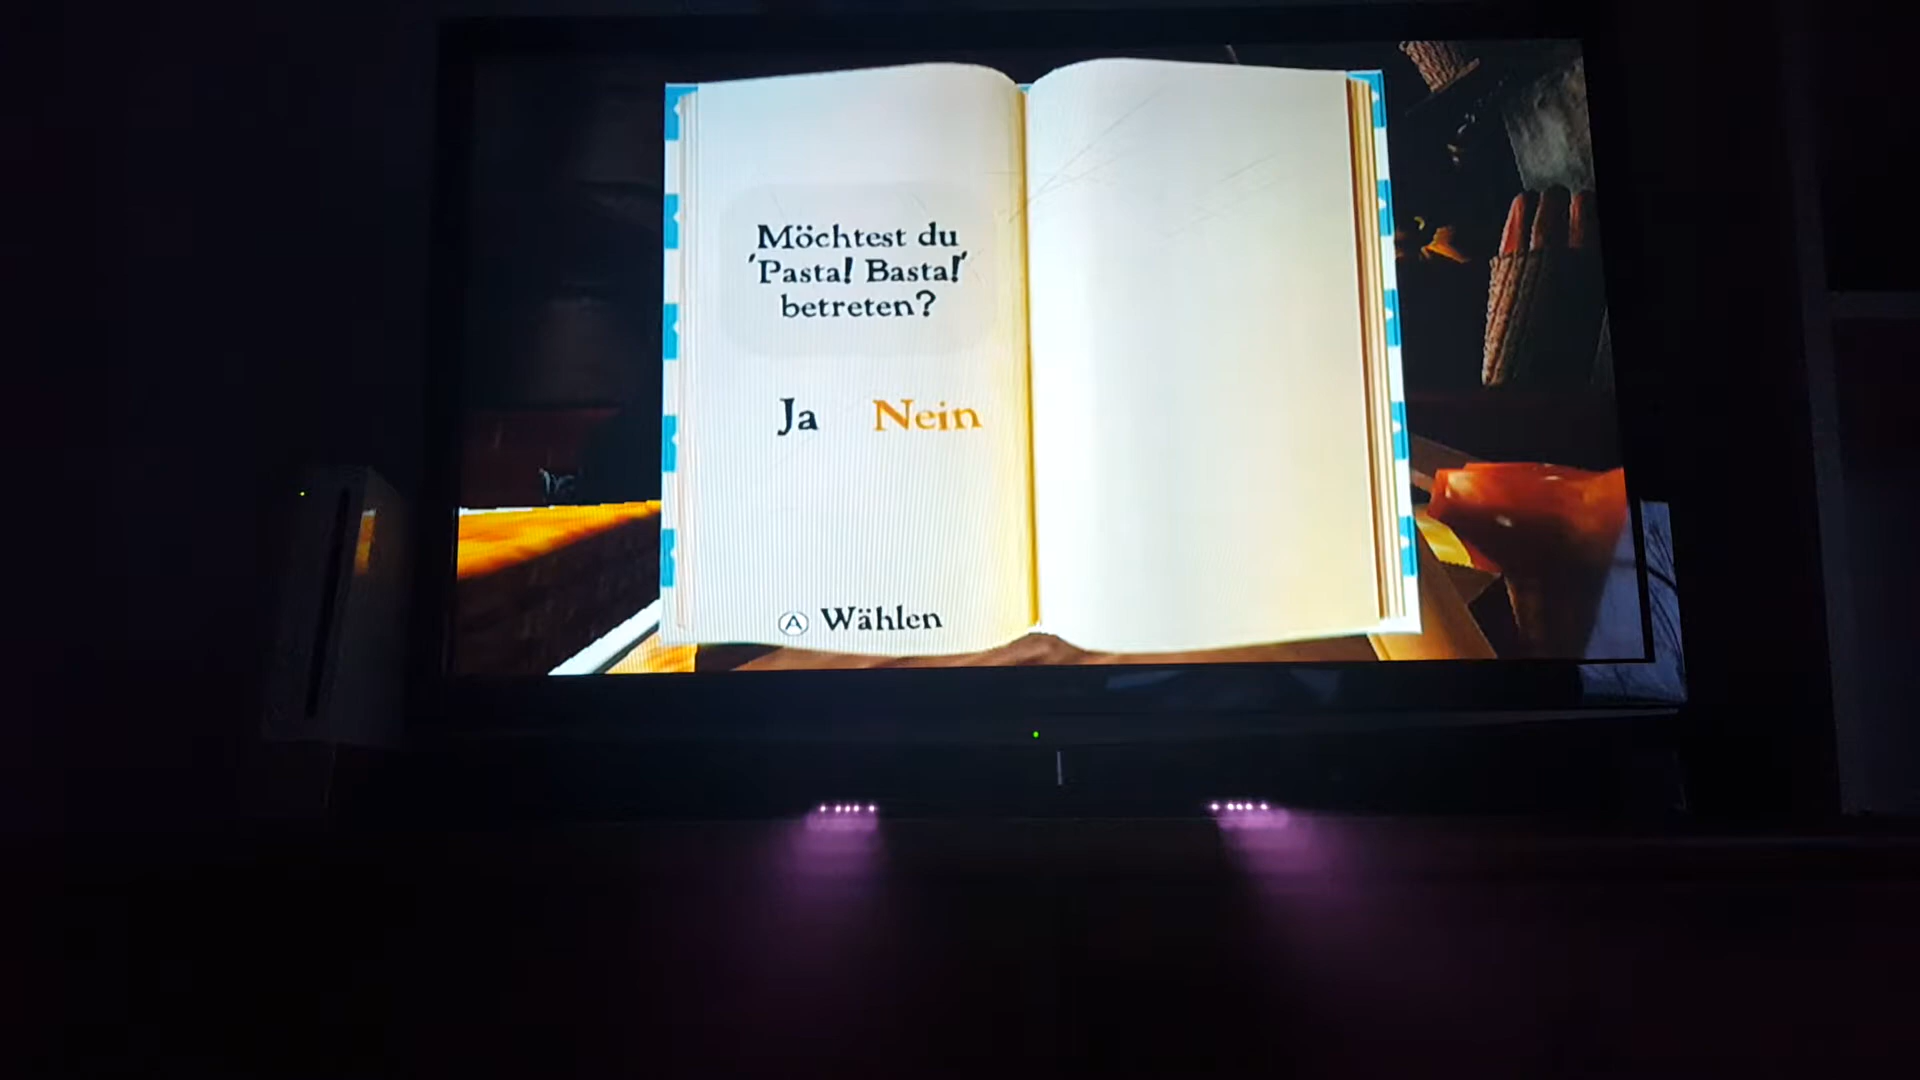 Möchtest du
'Pasta! Basta!'
betreten?
Ja Nein
A Wählen